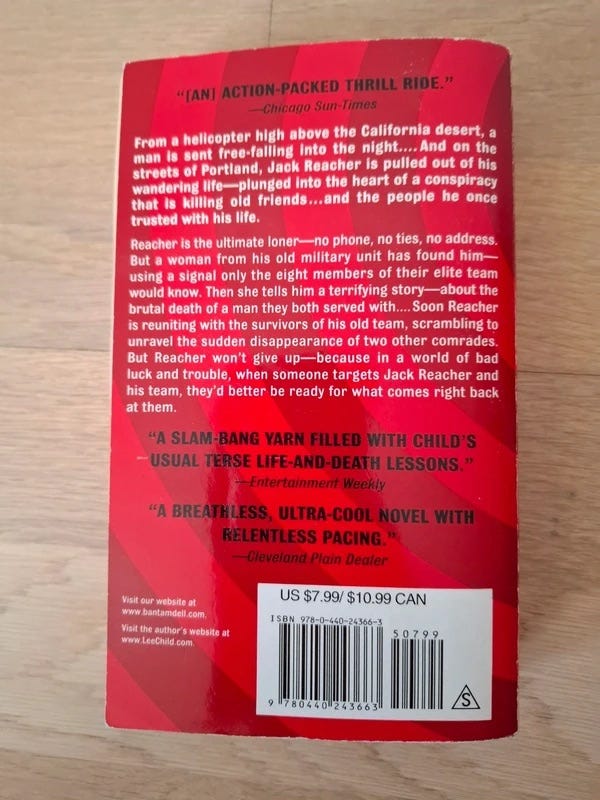 “[AN] ACTION-PACKED THRILL RIDE.”
—Chicago Sun-Times
From a helicopter high above the California desert, a
man is sent free-falling into the night....And on the
streets of Portland, Jack Reacher is pulled out of his
wandering life—plunged into the heart of a conspiracy
that is killing old friends...and the people he once
trusted with his life.
Reacher is the ultimate loner—no phone, no ties, no address.
But a woman from his old military unit has found him—
using a signal only the eight members of their elite team
would know. Then she tells him a terrifying story—about the
brutal death of a man they both served with....Soon Reacher
is reuniting with the survivors of his old team, scrambling to
unravel the sudden disappearance of two other comrades.
But Reacher won’t give up—because in a world of bad
luck and trouble, when someone targets Jack Reacher and
his team, they’d better be ready for what comes right back
at them.
“A SLAM-BANG YARN FILLED WITH CHILD’S
USUAL TERSE LIFE-AND-DEATH LESSONS.”
—Entertainment Weekly
“A BREATHLESS, ULTRA-COOL NOVEL WITH
RELENTLESS PACING.”
—Cleveland Plain Dealer
Visit our website at
www.bantamdell.com.
Visit the author’s website at
www.LeeChild.com.
US $7.99/ $10.99 CAN
ISBN 978-0-440-24366-3
50799
9 780440 243663
S